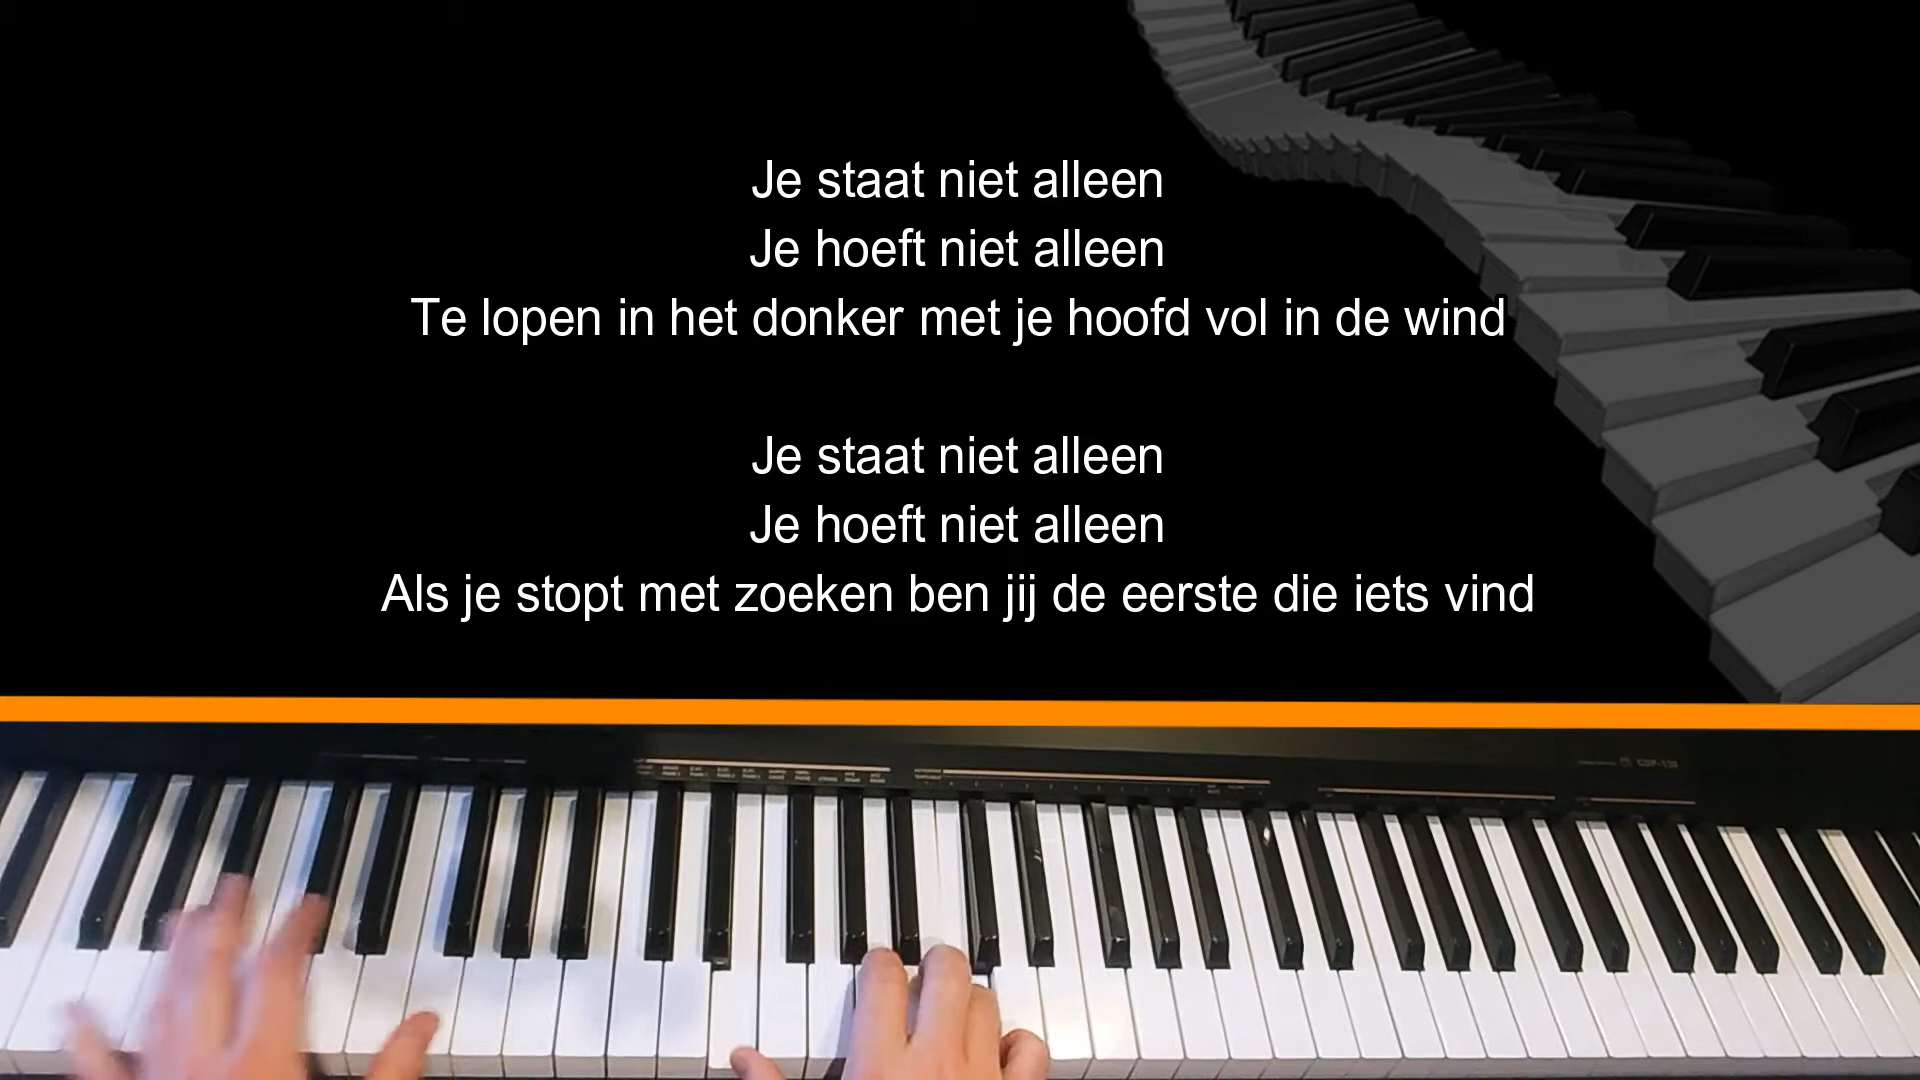 Je staat niet alleen
Je hoeft niet alleen
Te lopen in het donker met je hoofd vol in de wind
Je staat niet alleen
Je hoeft niet alleen
Als je stopt met zoeken ben jij de eerste die iets vind